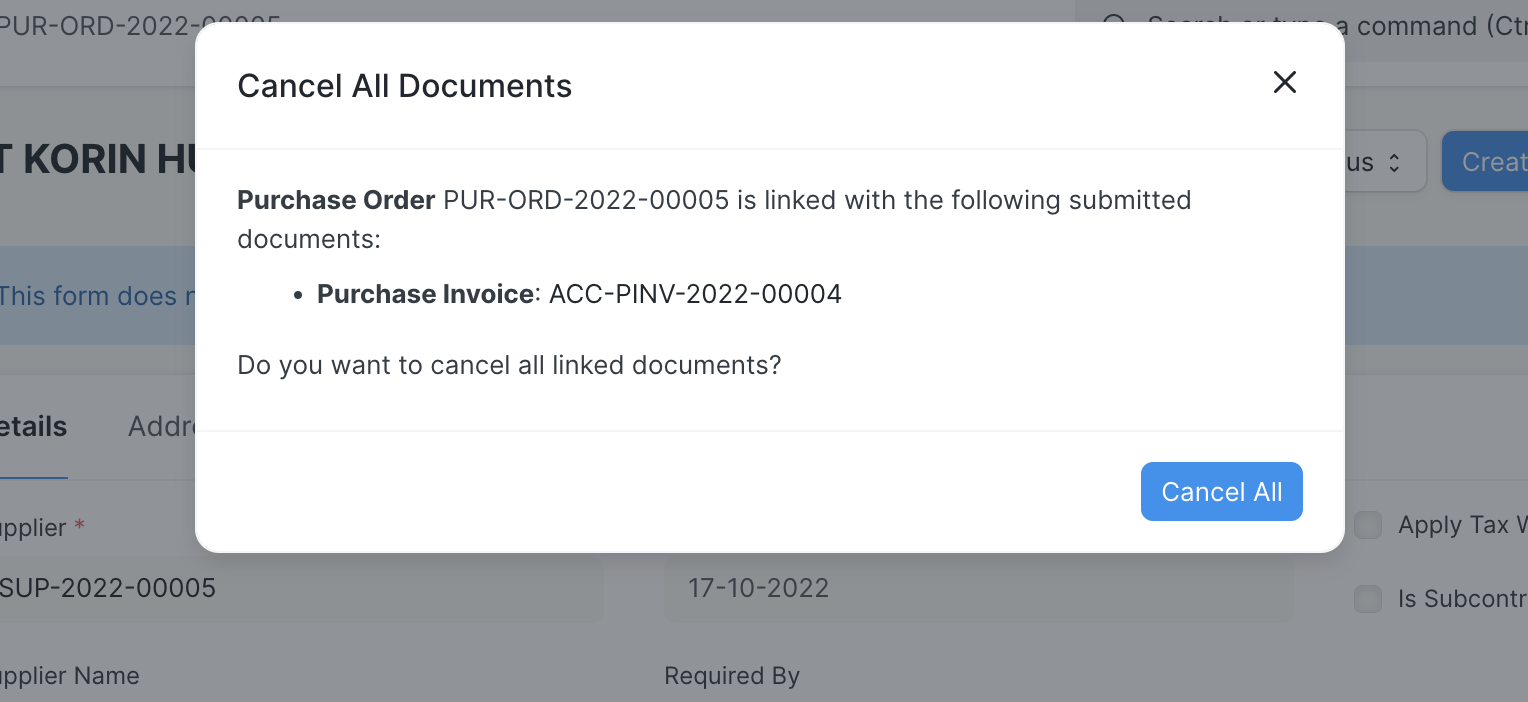 PUR-ORD-2022-00005
Search or type a command (Ctr
Cancel All Documents
T KORIN HU
us
Creat
Purchase Order PUR-ORD-2022-00005 is linked with the following submitted
documents:
This form does n
• Purchase Invoice: ACC-PINV-2022-00004
Do you want to cancel all linked documents?
etails
Addre
Cancel All
upplier *
Apply Tax W
SUP-2022-00005
17-10-2022
Is Subcontr
upplier Name
Required By